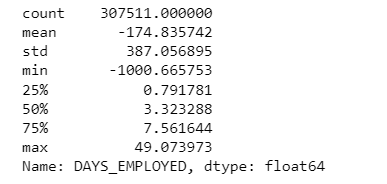 count 307511.000000
mean -174.835742
std 387.056895
min -1000.665753
25% 0.791781
50% 3.323288
75% 7.561644
max 49.073973
Name: DAYS_EMPLOYED, dtype: float64